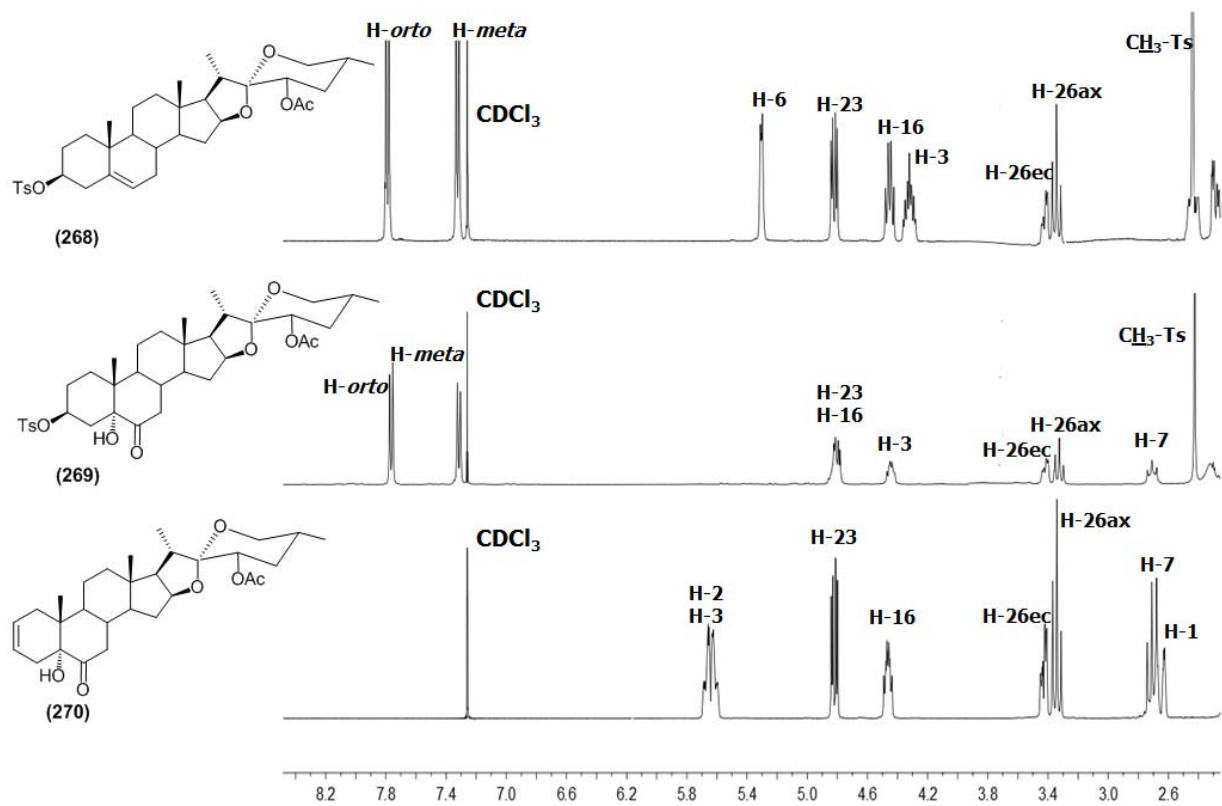 H-orto
H-meta
CDCl3
H-6
H-23
H-16
H-3
H-26ec
H-26ax
CH3-Ts
O
O
OAc
TsO
(268)
H-orto
H-meta
CDCl3
H-23
H-16
H-3
H-26ec
H-26ax
H-7
CH3-Ts
O
O
OAc
TsO
HO
O
(269)
CDCl3
H-2
H-3
H-23
H-16
H-26ec
H-26ax
H-7
H-1
O
O
OAc
HO
O
(270)
8.2 7.8 7.4 7.0 6.6 6.2 5.8 5.4 5.0 4.6 4.2 3.8 3.4 3.0 2.6